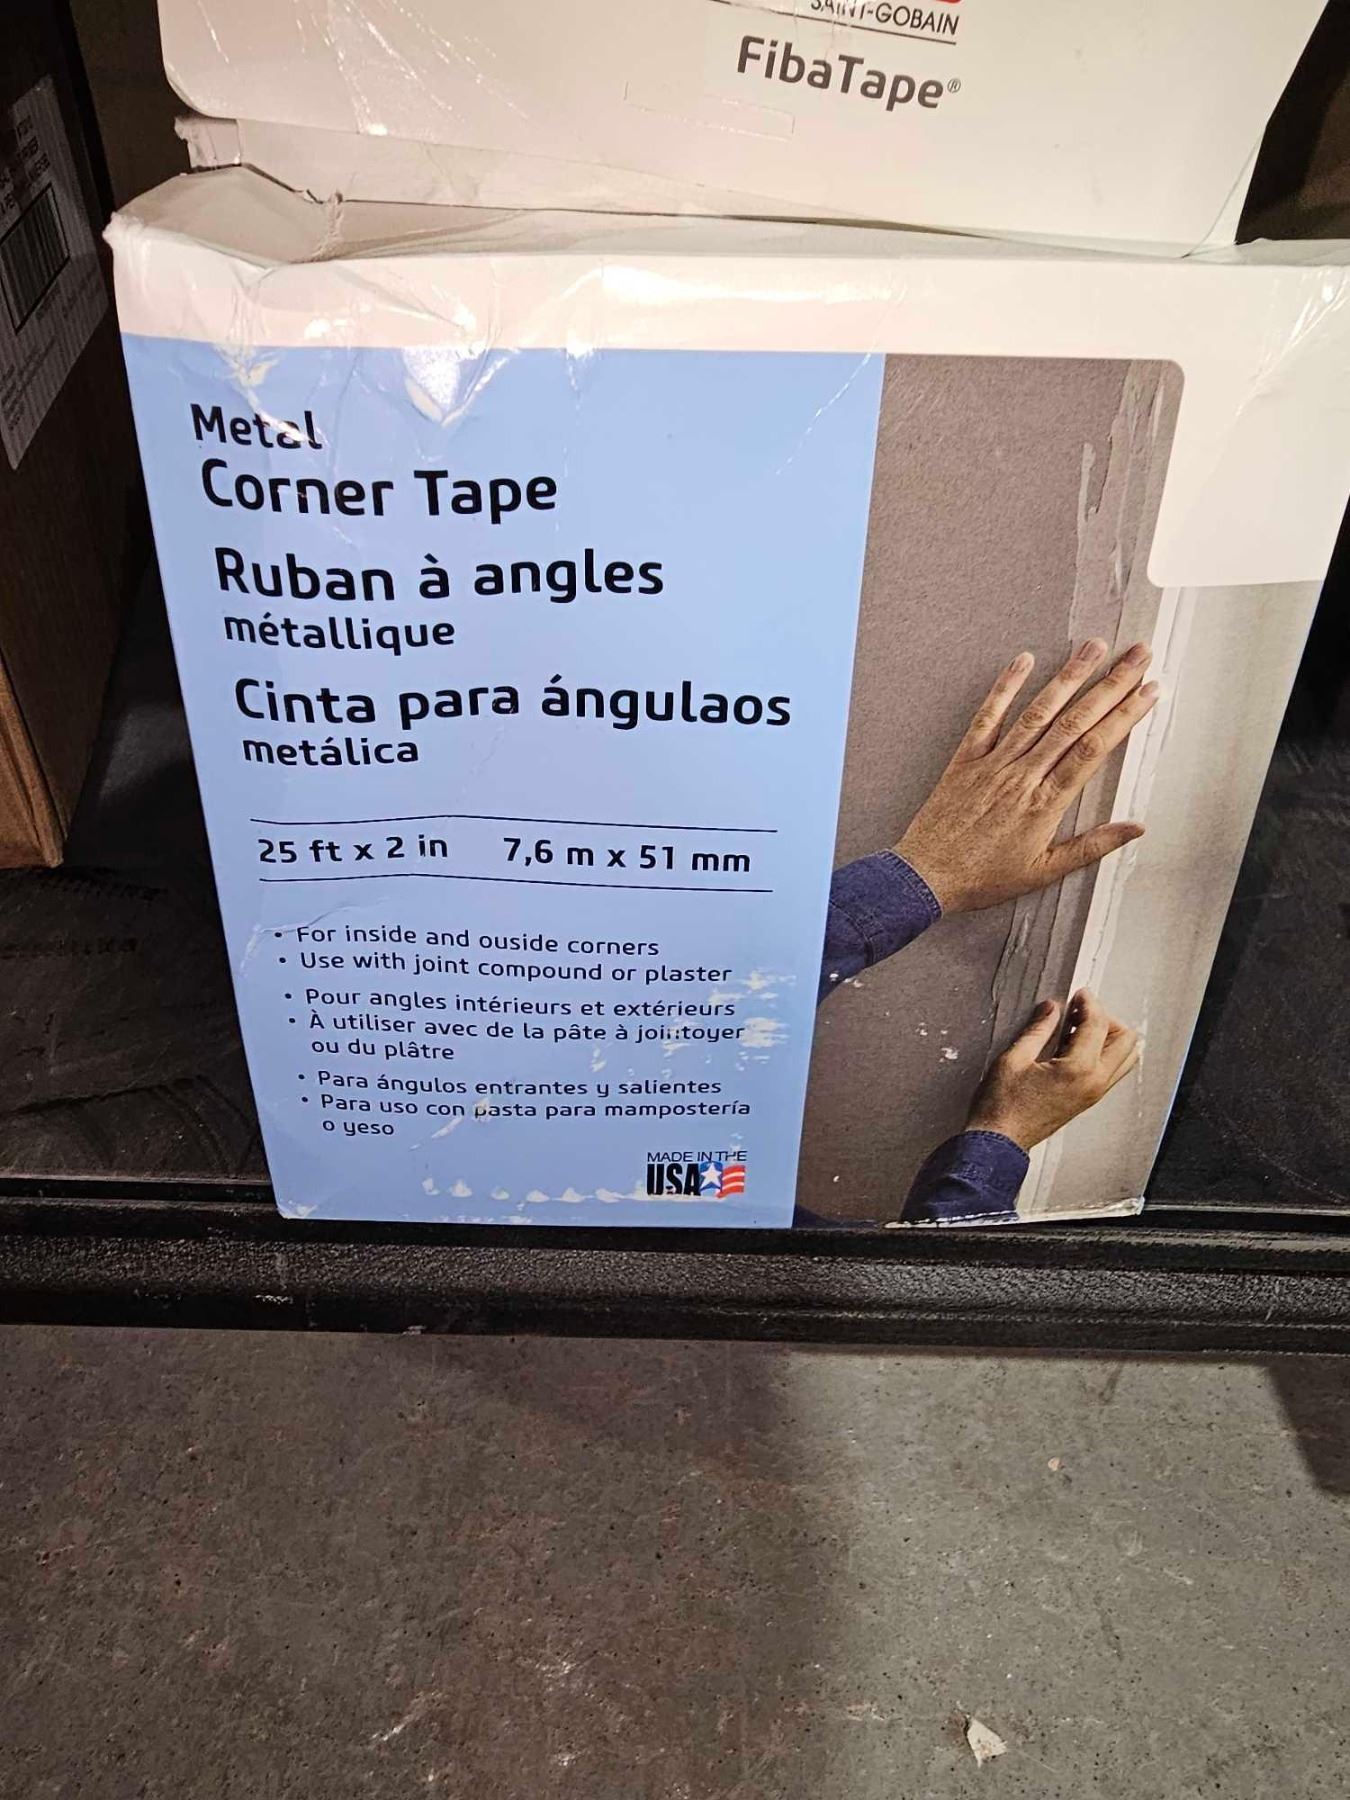 SAINT-GOBAIN
FibaTape®
Metal
Corner Tape
Ruban à angles
métallique
Cinta para ángulaos
metálica
25 ft x 2 in 7,6 m x 51 mm
• For inside and ouside corners
• Use with joint compound or plaster
• Pour angles intérieurs et extérieurs
• À utiliser avec de la pâte à jointoyer
ou du plâtre
• Para ángulos entrantes y salientes
• Para uso con pasta para mampostería
o yeso
MADE IN THE
USA